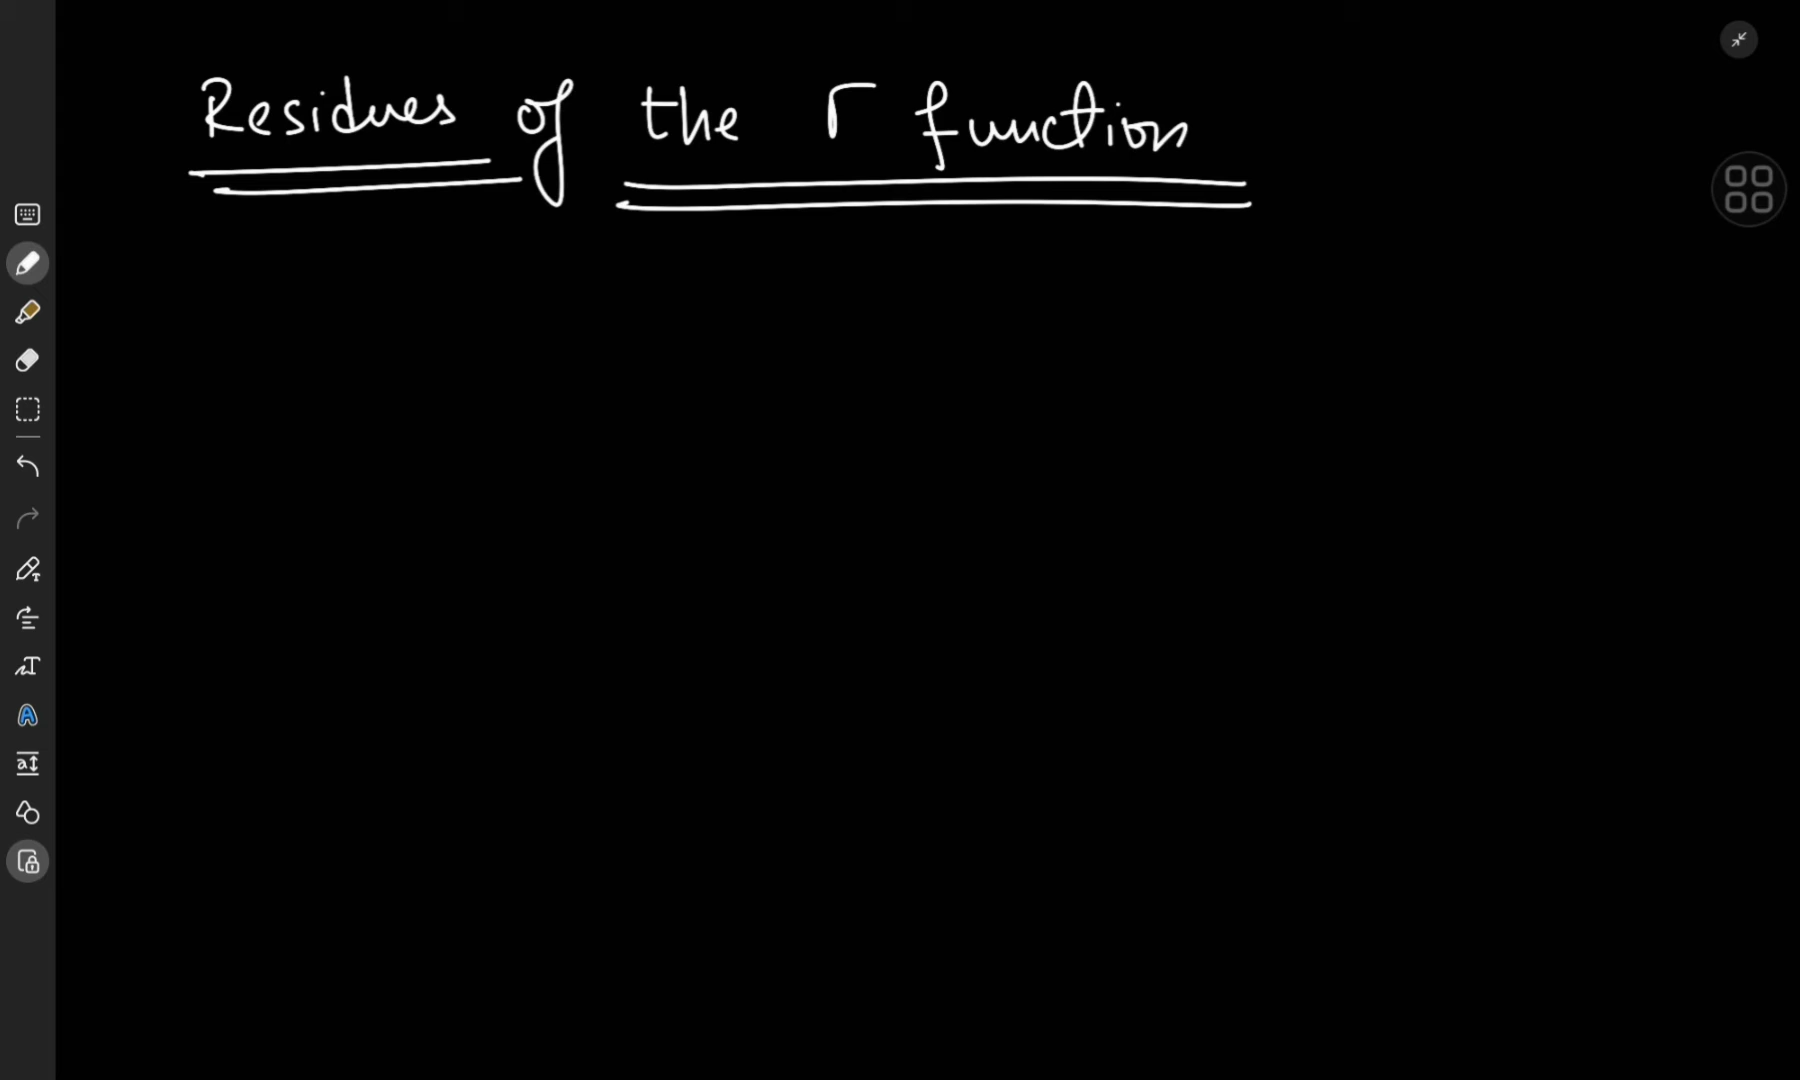 Residues of the Γ function